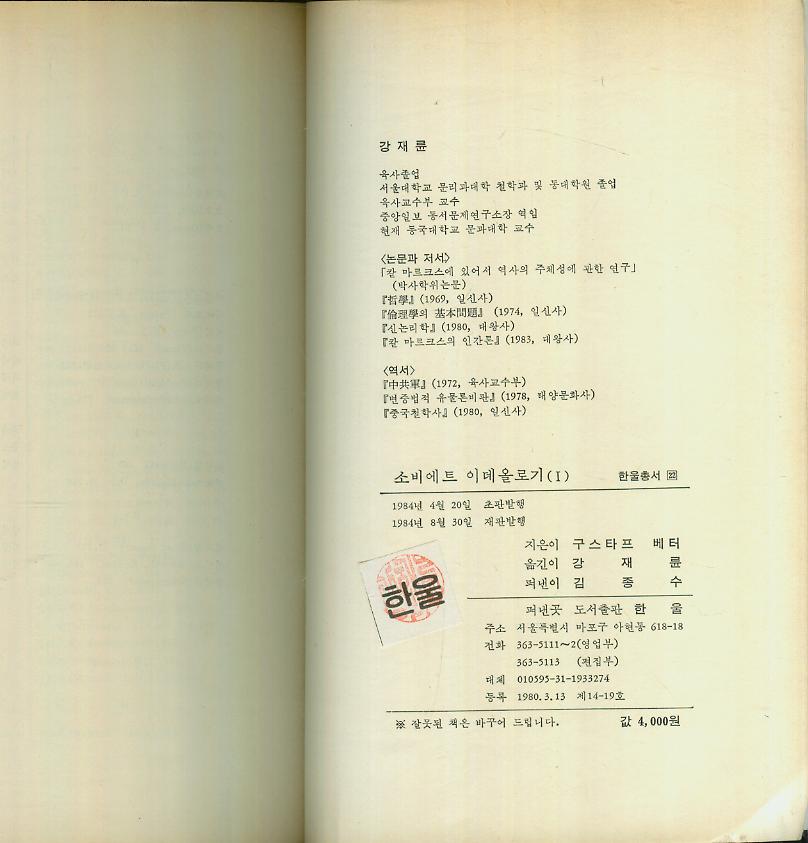 강 재 륜
육사졸업
서울대학교 문리과대학 철학과 및 동대학원 졸업
육사교수부 교수
중앙일보 동서문제연구소장 역임
현재 동국대학교 문과대학 교수
〈논문과 저서〉
「칼 마르크스에 있어서 역사의 주체성에 관한 연구」
(박사학위논문)
『哲學』(1969, 일신사)
『倫理學의 基本問題』 (1974, 일신사)
『신논리학』(1980, 대왕사)
『칼 마르크스의 인간론』(1983, 대왕사)
〈역서〉
『中共軍』(1972, 육사교수부)
『변증법적 유물론비판』(1978, 태양문화사)
『중국철학사』(1980, 일신사)
소비에트 이데올로기(I) 한울총서 22
1984년 4월 20일 초판발행
1984년 8월 30일 재판발행
지은이 구스타프 베터
옮긴이 강 재 륜
펴낸이 김 종 수
한울
펴낸곳 도서출판 한 울
주소 서울특별시 마포구 아현동 618-18
전화 363-5111~2(영업부)
363-5113 (편집부)
대체 010595-31-1933274
등록 1980.3.13 제14-19호
※ 잘못된 책은 바꾸어 드립니다. 값 4,000원